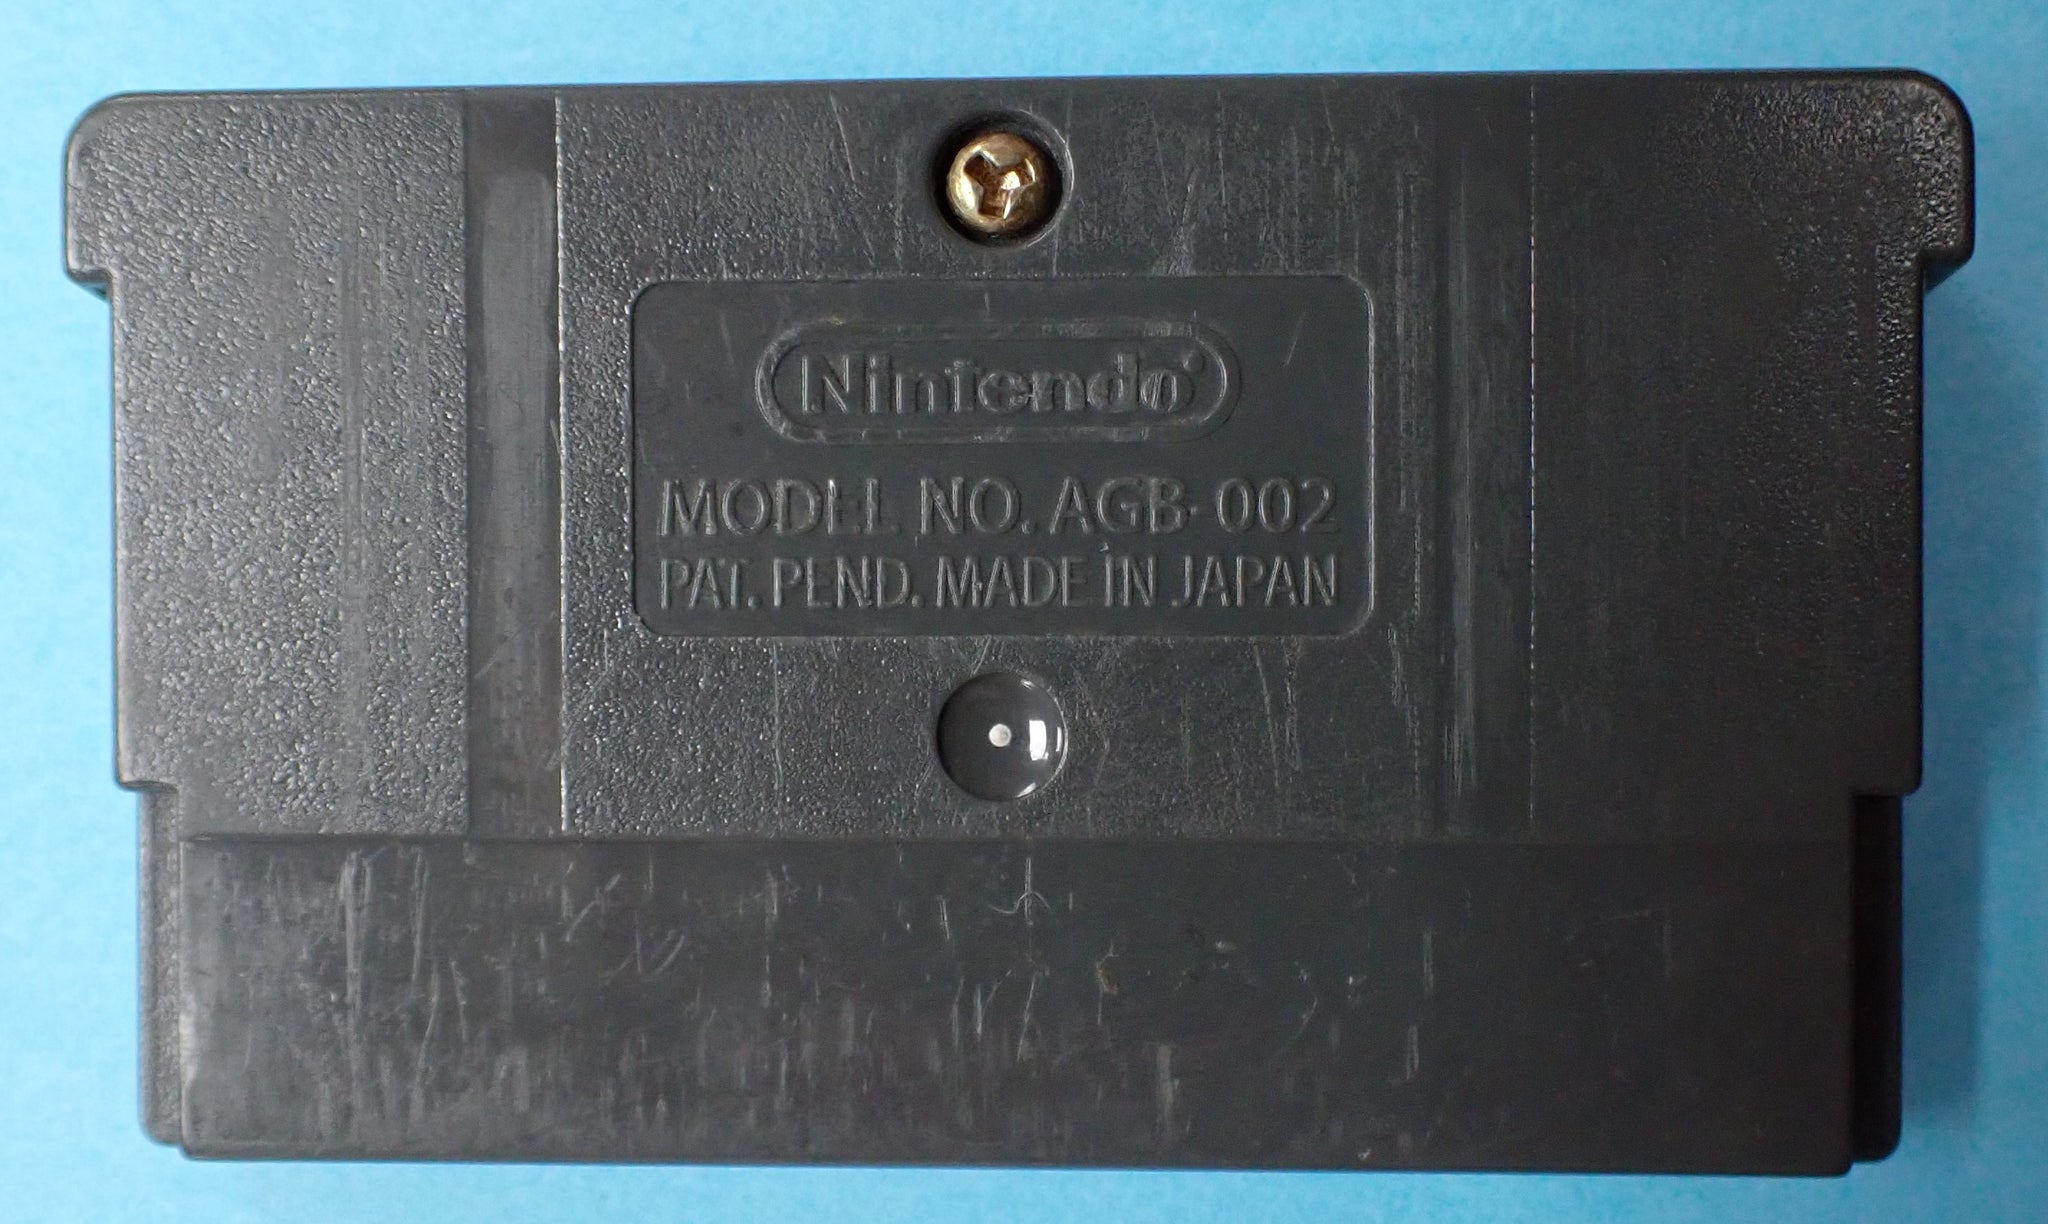 Nintendo
MODEL NO. AGB-002
PAT. PEND. MADE IN JAPAN